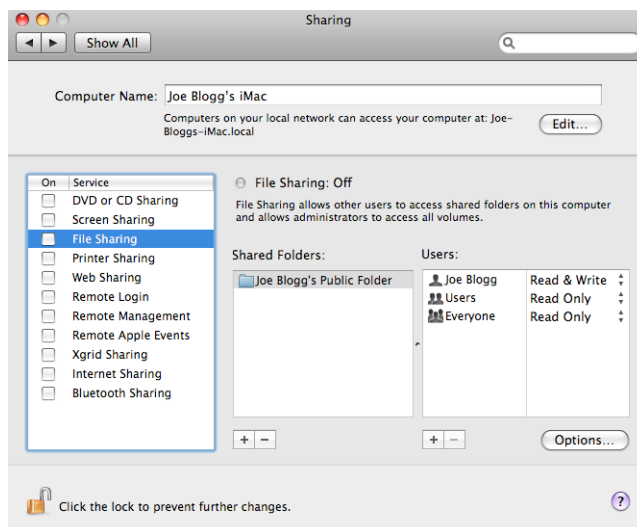 Sharing
Show All
Computer Name: Joe Blogg's iMac
Computers on your local network can access your computer at: Joe-
Bloggs-iMac.local
Edit...
On Service
DVD or CD Sharing
Screen Sharing
File Sharing
Printer Sharing
Web Sharing
Remote Login
Remote Management
Remote Apple Events
Xgrid Sharing
Internet Sharing
Bluetooth Sharing
File Sharing: Off
File Sharing allows other users to access shared folders on this computer
and allows administrators to access all volumes.
Shared Folders:
Joe Blogg's Public Folder
Users:
Joe Blogg Read & Write
Users Read Only
Everyone Read Only
+ −
+ −
Options...
Click the lock to prevent further changes.
?